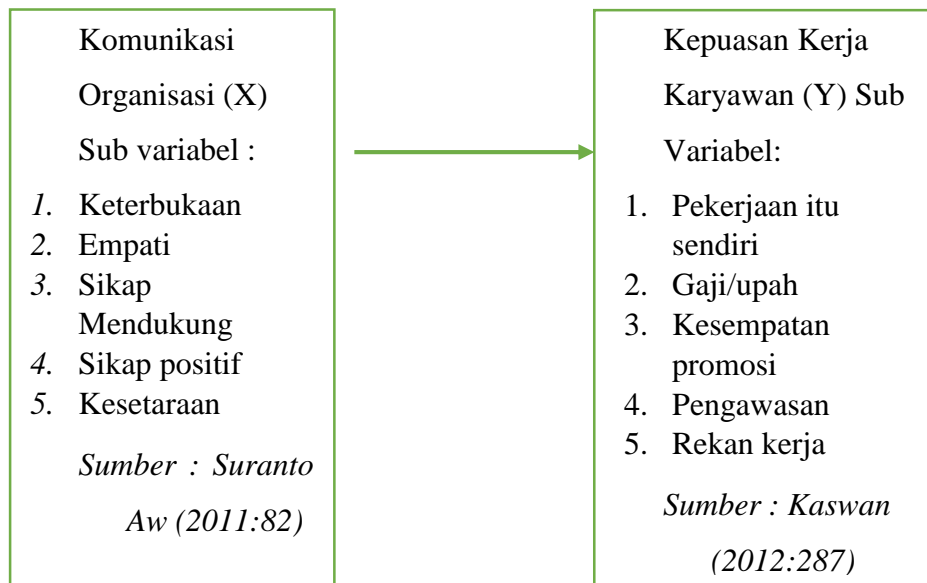 Komunikasi
Organisasi (X)
Sub variabel :
1. Keterbukaan
2. Empati
3. Sikap
Mendukung
4. Sikap positif
5. Kesetaraan
Sumber : Suranto
Aw (2011:82)
Kepuasan Kerja
Karyawan (Y) Sub
Variabel:
1. Pekerjaan itu
sendiri
2. Gaji/upah
3. Kesempatan
promosi
4. Pengawasan
5. Rekan kerja
Sumber : Kaswan
(2012:287)